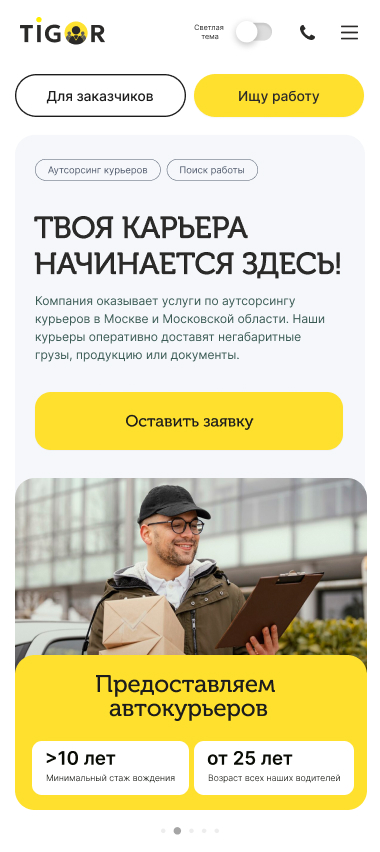 TIGOR
Светлая
тема
Для заказчиков
Ищу работу
Аутсорсинг курьеров
Поиск работы
ТВОЯ КАРЬЕРА
НАЧИНАЕТСЯ ЗДЕСЬ!
Компания оказывает услуги по аутсорсингу
курьеров в Москве и Московской области. Наши
курьеры оперативно доставят негабаритные
грузы, продукцию или документы.
Оставить заявку
Предоставляем
автокурьеров
>10 лет
Минимальный стаж вождения
от 25 лет
Возраст всех наших водителей